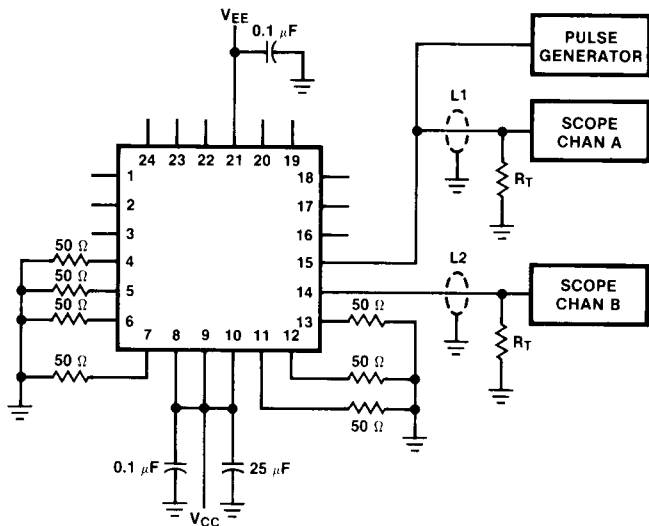 VEE
0.1 μF
PULSE
GENERATOR
L1
SCOPE
CHAN A
RT
24 23 22 21 20 19
1
2
3
4
5
6
7 8 9 10 11 12
13
14
15
16
17
18
50 Ω
50 Ω
50 Ω
50 Ω
L2
SCOPE
CHAN B
RT
50 Ω
50 Ω
50 Ω
0.1
μF
25 μF
VCC